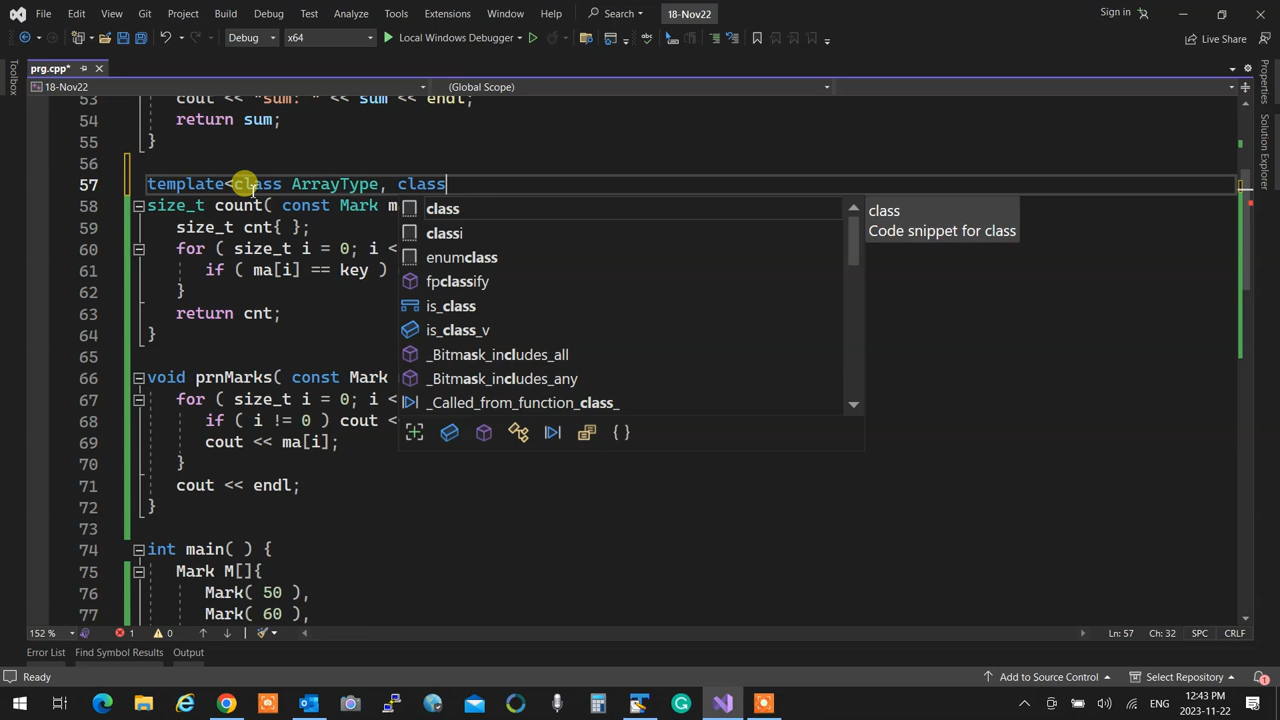 File Edit View Git Project Build Debug Test Analyze Tools Extensions Window Help Search 18-Nov22 Sign in
Debug x64 Local Windows Debugger Live Share
prg.cpp*
18-Nov22 (Global Scope)
Toolbox
Properties
Solution Explorer
53 cout << "sum: " << sum << endl;
54 return sum;
55 }
56
57 template<class ArrayType, class
58 size_t count( const Mark m
59 size_t cnt{ };
60 for ( size_t i = 0; i <
61 if ( ma[i] == key )
62 }
63 return cnt;
64 }
65
66 void prnMarks( const Mark
67 for ( size_t i = 0; i <
68 if ( i != 0 ) cout <
69 cout << ma[i];
70 }
71 cout << endl;
72 }
73
74 int main( ) {
75 Mark M[]{
76 Mark( 50 ),
77 Mark( 60 ),
class
classi
enumclass
fpclassify
is_class
is_class_v
_Bitmask_includes_all
_Bitmask_includes_any
_Called_from_function_class_
{ }
class
Code snippet for class
152 % 1 0 Ln: 57 Ch: 32 SPC CRLF
Error List Find Symbol Results Output
Ready Add to Source Control Select Repository 1
ENG 12:43 PM
2023-11-22